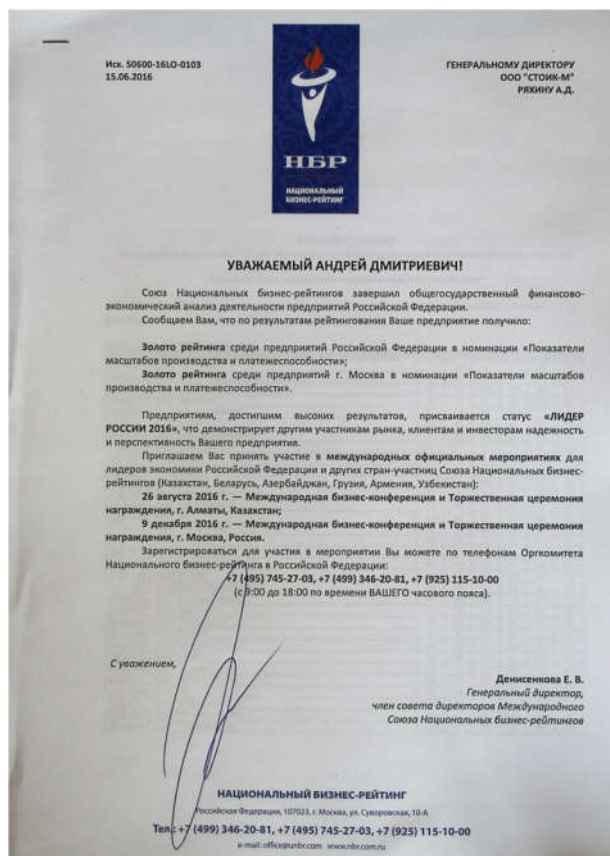 Исх. 50600-16LO-0103
15.06.2016
ГЕНЕРАЛЬНОМУ ДИРЕКТОРУ
ООО "СТОИК-М"
РЯХИНУ А.Д.
НБР
НАЦИОНАЛЬНЫЙ
БИЗНЕС-РЕЙТИНГ
УВАЖАЕМЫЙ АНДРЕЙ ДМИТРИЕВИЧ!
Союз Национальных бизнес-рейтингов завершил общегосударственный финансово-
экономический анализ деятельности предприятий Российской Федерации.
Сообщаем Вам, что по результатам рейтингования Ваше предприятие получило:
Золото рейтинга среди предприятий Российской Федерации в номинации «Показатели
масштабов производства и платежеспособности»;
Золото рейтинга среди предприятий г. Москва в номинации «Показатели масштабов
производства и платежеспособности».
Предприятиям, достигшим высоких результатов, присваивается статус «ЛИДЕР
РОССИИ 2016», что демонстрирует другим участникам рынка, клиентам и инвесторам надежность
и перспективность Вашего предприятия.
Приглашаем Вас принять участие в международных официальных мероприятиях для
лидеров экономики Российской Федерации и других стран-участниц Союза Национальных бизнес-
рейтингов (Казахстан, Беларусь, Азербайджан, Грузия, Армения, Узбекистан):
26 августа 2016 г. — Международная бизнес-конференция и Торжественная церемония
награждения, г. Алматы, Казахстан;
9 декабря 2016 г. — Международная бизнес-конференция и Торжественная церемония
награждения, г. Москва, Россия.
Зарегистрироваться для участия в мероприятии Вы можете по телефонам Оргкомитета
Национального бизнес-рейтинга в Российской Федерации:
+7 (495) 745-27-03, +7 (499) 346-20-81, +7 (925) 115-10-00
(с 9:00 до 18:00 по времени ВАШЕГО часового пояса).
С уважением,
Денисенкова Е. В.
Генеральный директор,
член совета директоров Международного
Союза Национальных бизнес-рейтингов
НАЦИОНАЛЬНЫЙ БИЗНЕС-РЕЙТИНГ
Российская Федерация, 107023, г. Москва, ул. Суворовская, 10-А
Тел.: +7 (499) 346-20-81, +7 (495) 745-27-03, +7 (925) 115-10-00
e-mail: office@unbr.com www.nbr.com.ru